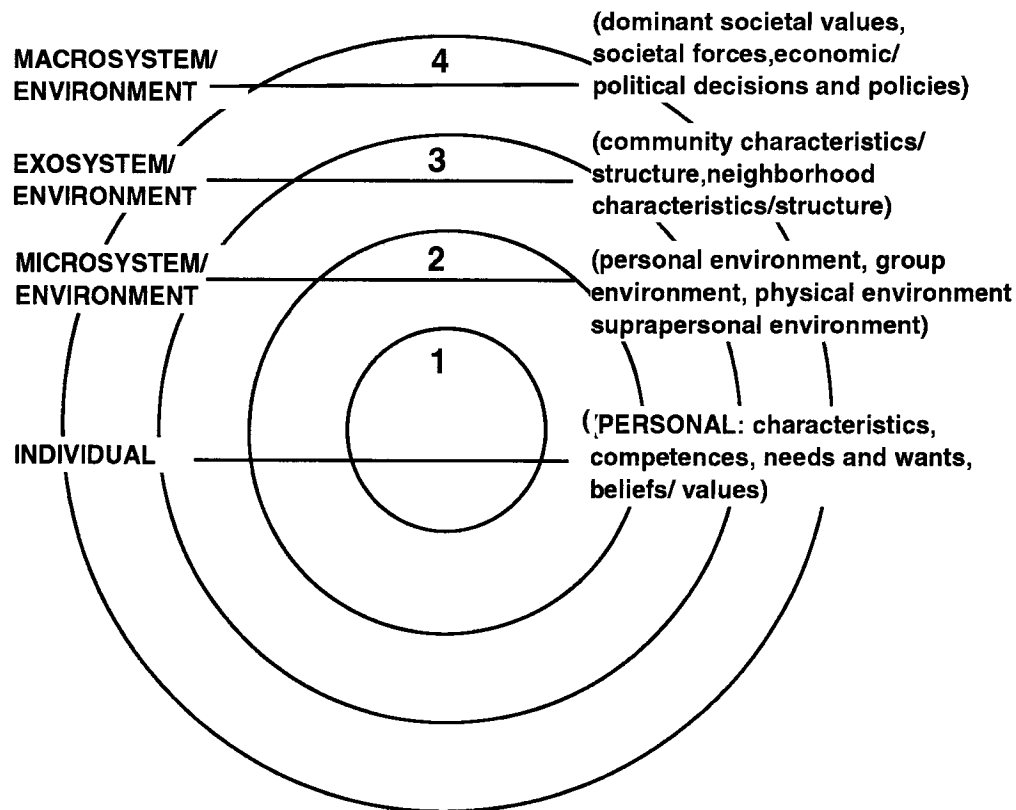 MACROSYSTEM/
ENVIRONMENT
4
(dominant societal values,
societal forces,economic/
political decisions and policies)
EXOSYSTEM/
ENVIRONMENT
3
(community characteristics/
structure,neighborhood
characteristics/structure)
MICROSYSTEM/
ENVIRONMENT
2
(personal environment, group
environment, physical environment
suprapersonal environment)
1
INDIVIDUAL
((PERSONAL: characteristics,
competences, needs and wants,
beliefs/ values)